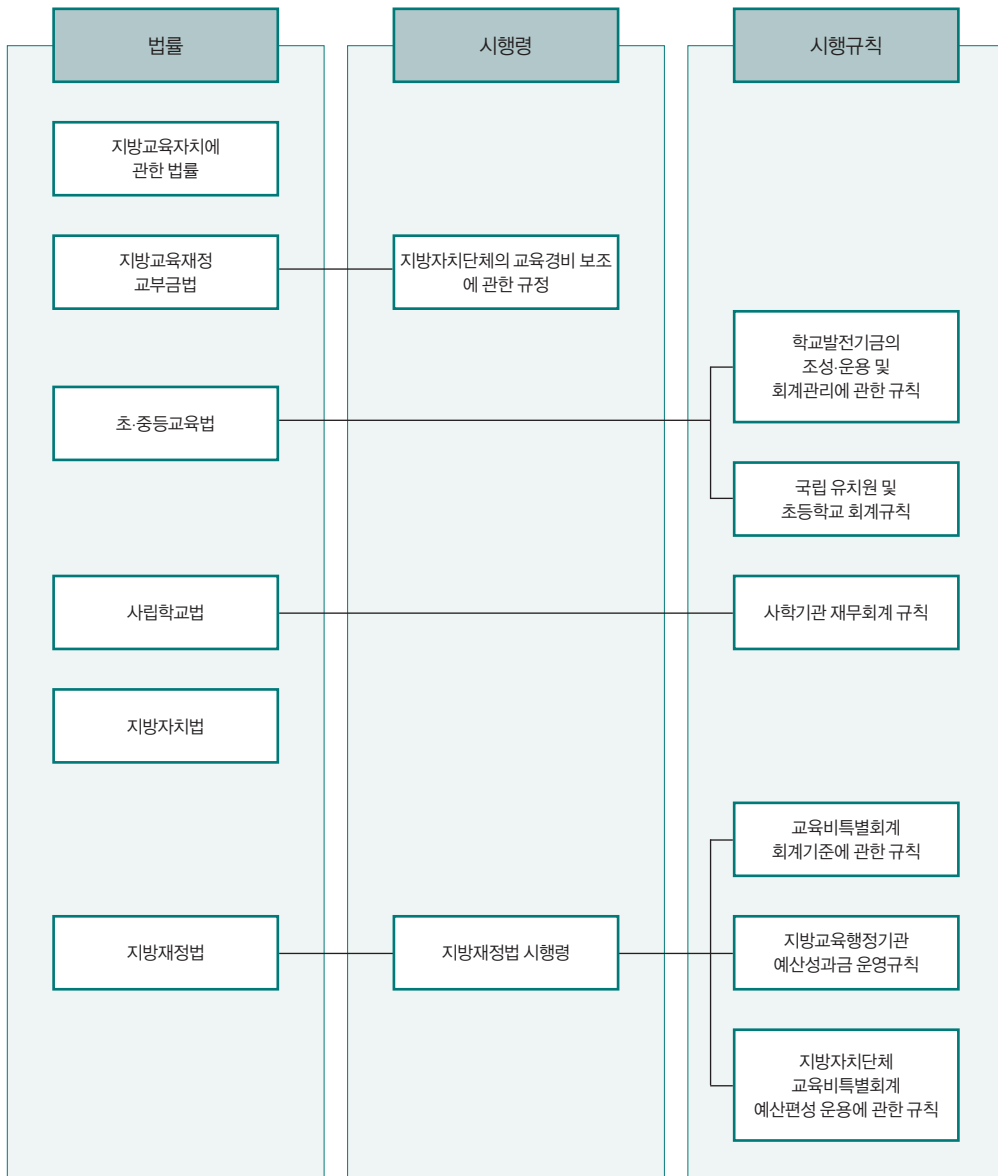 법률
시행령
시행규칙
지방교육자치에
관한 법률
지방교육재정
교부금법
지방자치단체의 교육경비 보조
에 관한 규정
학교발전기금의
조성·운용 및
회계관리에 관한 규칙
초·중등교육법
국립 유치원 및
초등학교 회계규칙
사립학교법
사학기관 재무회계 규칙
지방자치법
교육비특별회계
회계기준에 관한 규칙
지방재정법
지방재정법 시행령
지방교육행정기관
예산성과금 운영규칙
지방자치단체
교육비특별회계
예산편성 운용에 관한 규칙